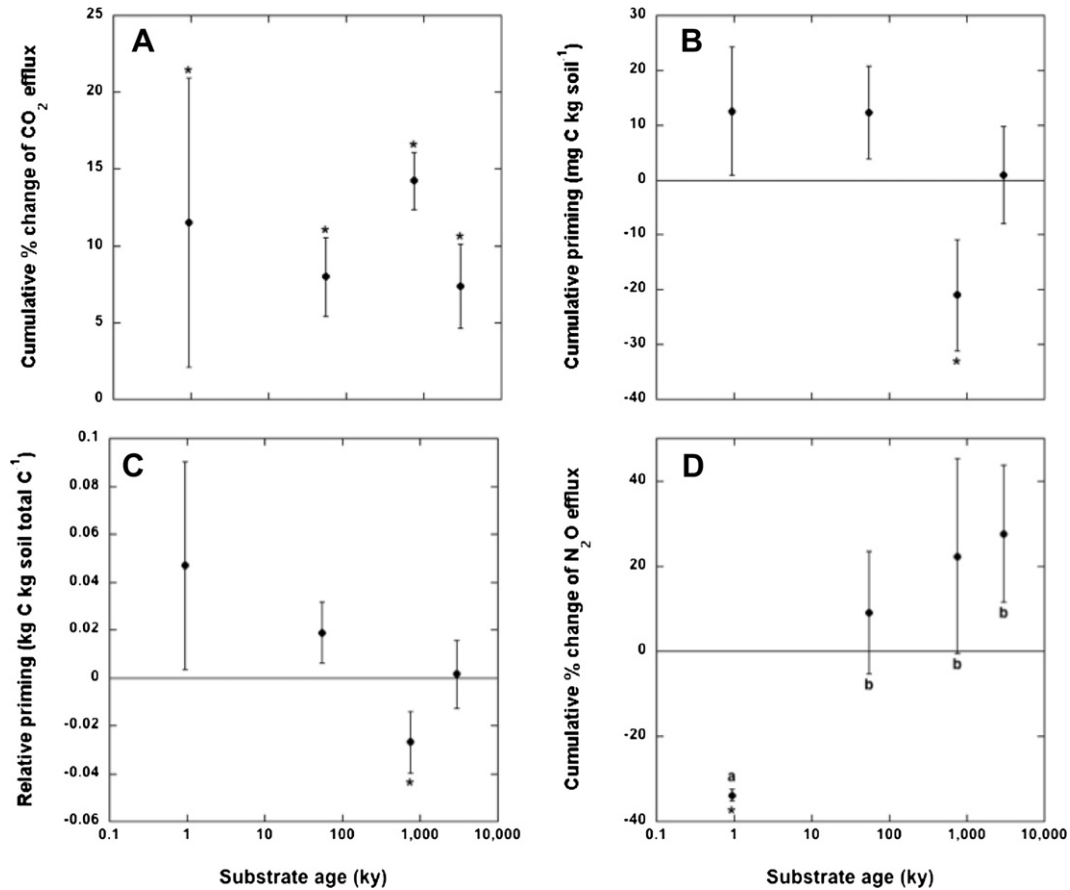 A
Cumulative % change of CO2 efflux
25
20
15
10
5
0
*
*
*
*
B
Cumulative priming (mg C kg soil-1)
30
20
10
0
-10
-20
-30
-40
*
C
Relative priming (kg C kg soil total C-1)
0.1
0.08
0.06
0.04
0.02
0
-0.02
-0.04
-0.06
*
0.1 1 10 100 1,000 10,000
Substrate age (ky)
D
Cumulative % change of N2O efflux
40
20
0
-20
-40
a
*
b
b
b
0.1 1 10 100 1,000 10,000
Substrate age (ky)